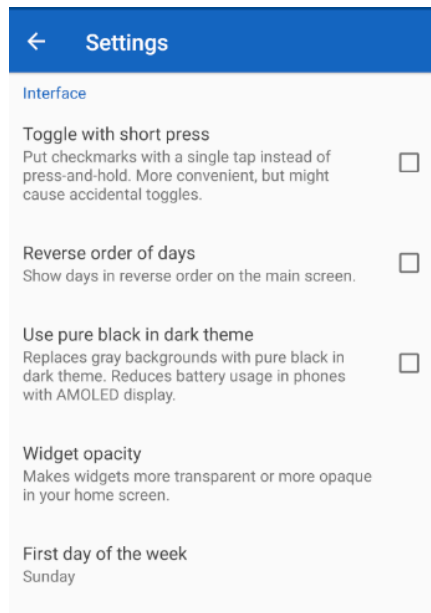 Settings
Interface
Toggle with short press
Put checkmarks with a single tap instead of
press-and-hold. More convenient, but might
cause accidental toggles.
Reverse order of days
Show days in reverse order on the main screen.
Use pure black in dark theme
Replaces gray backgrounds with pure black in
dark theme. Reduces battery usage in phones
with AMOLED display.
Widget opacity
Makes widgets more transparent or more opaque
in your home screen.
First day of the week
Sunday